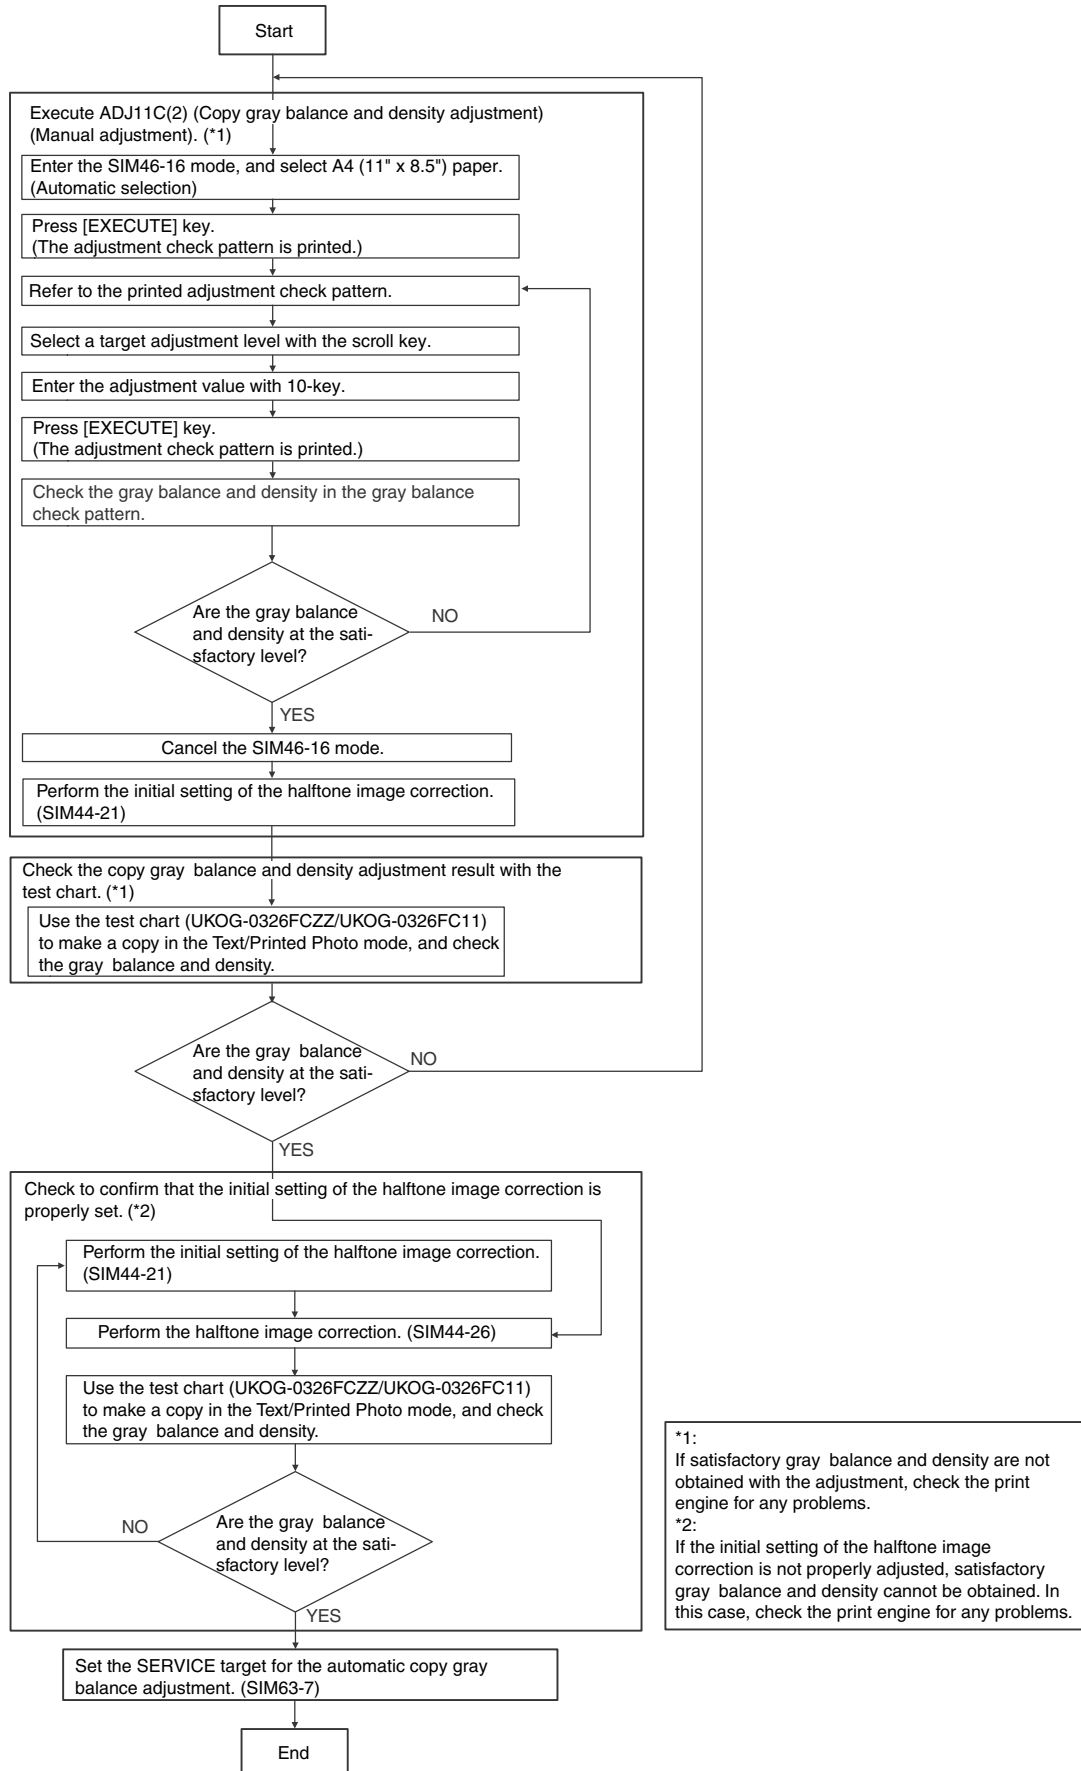 Start
Execute ADJ11C(2) (Copy gray balance and density adjustment)
(Manual adjustment). (*1)
Enter the SIM46-16 mode, and select A4 (11" x 8.5") paper.
(Automatic selection)
Press [EXECUTE] key.
(The adjustment check pattern is printed.)
Refer to the printed adjustment check pattern.
Select a target adjustment level with the scroll key.
Enter the adjustment value with 10-key.
Press [EXECUTE] key.
(The adjustment check pattern is printed.)
Check the gray balance and density in the gray balance
check pattern.
Are the gray balance
and density at the sati-
sfactory level?
NO
YES
Cancel the SIM46-16 mode.
Perform the initial setting of the halftone image correction.
(SIM44-21)
Check the copy gray balance and density adjustment result with the
test chart. (*1)
Use the test chart (UKOG-0326FCZZ/UKOG-0326FC11)
to make a copy in the Text/Printed Photo mode, and check
the gray balance and density.
Are the gray balance
and density at the sati-
sfactory level?
NO
YES
Check to confirm that the initial setting of the halftone image correction is
properly set. (*2)
Perform the initial setting of the halftone image correction.
(SIM44-21)
Perform the halftone image correction. (SIM44-26)
Use the test chart (UKOG-0326FCZZ/UKOG-0326FC11)
to make a copy in the Text/Printed Photo mode, and check
the gray balance and density.
Are the gray balance
and density at the sati-
sfactory level?
NO
YES
Set the SERVICE target for the automatic copy gray
balance adjustment. (SIM63-7)
End
*1:
If satisfactory gray balance and density are not
obtained with the adjustment, check the print
engine for any problems.
*2:
If the initial setting of the halftone image
correction is not properly adjusted, satisfactory
gray balance and density cannot be obtained. In
this case, check the print engine for any problems.